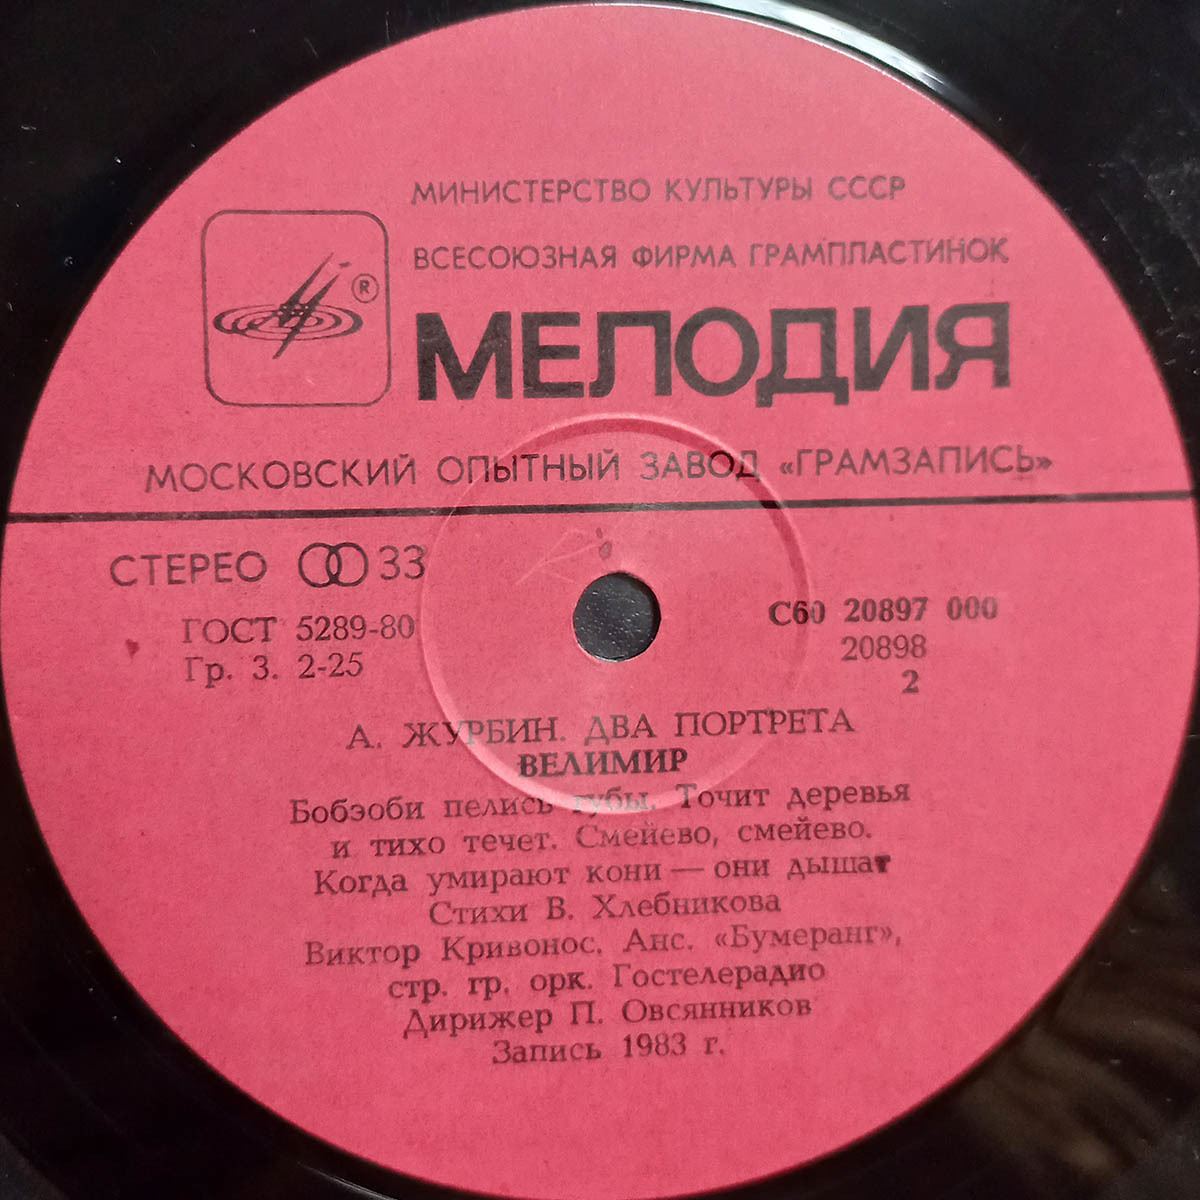 МИНИСТЕРСТВО КУЛЬТУРЫ СССР
ВСЕСОЮЗНАЯ ФИРМА ГРАМПЛАСТИНОК
®
МЕЛОДИЯ
МОСКОВСКИЙ ОПЫТНЫЙ ЗАВОД «ГРАМЗАПИСЬ»
СТЕРЕО 33
ГОСТ 5289-80
Гр. 3. 2-25
С60 20897 000
20898
2
А. ЖУРБИН. ДВА ПОРТРЕТА
ВЕЛИМИР
Бобэоби пелись губы. Точит деревья
и тихо течет. Смейево, смейево.
Когда умирают кони — они дышат
Стихи В. Хлебникова
Виктор Кривонос. Анс. «Бумеранг»,
стр. гр. орк. Гостелерадио
Дирижер П. Овсянников
Запись 1983 г.